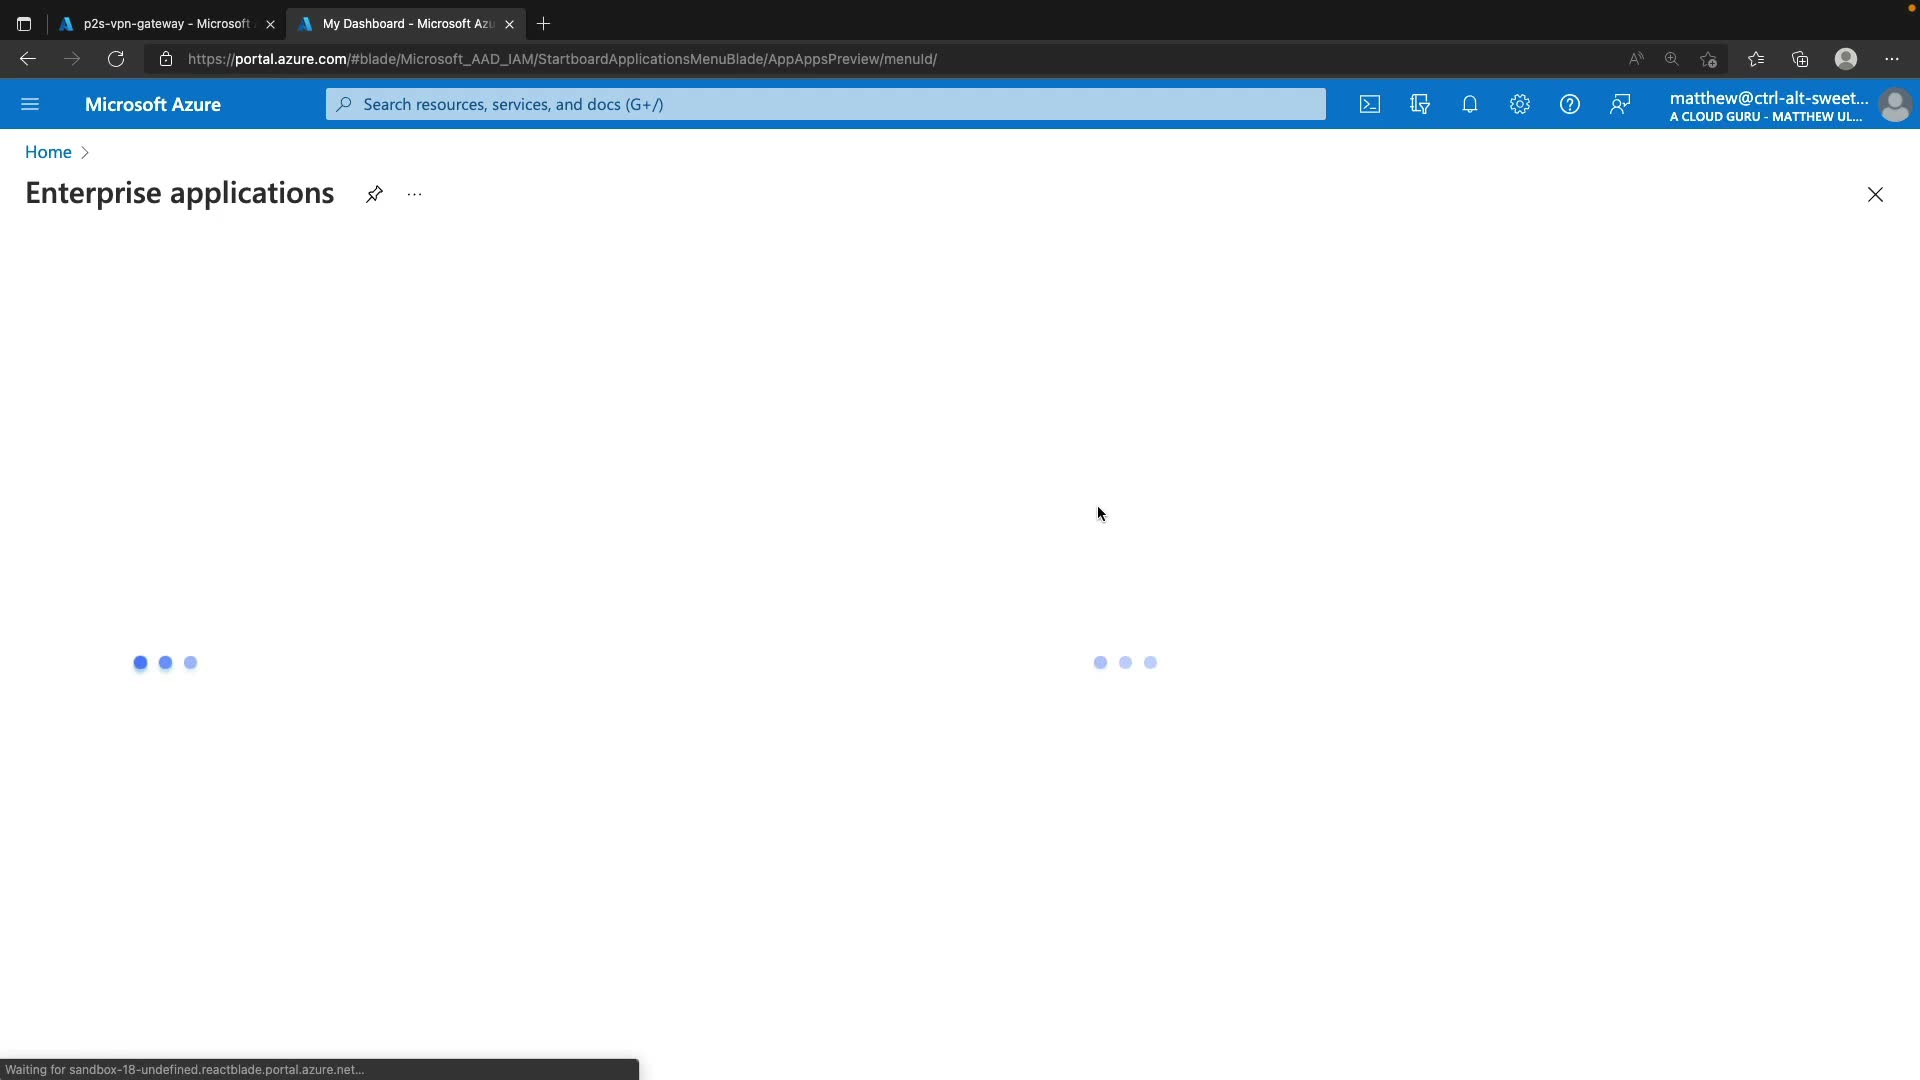 p2s-vpn-gateway - Microsoft
My Dashboard - Microsoft Azu
https://portal.azure.com/#blade/Microsoft_AAD_IAM/StartboardApplicationsMenuBlade/AppAppsPreview/menuId/
Microsoft Azure
Search resources, services, and docs (G+/)
matthew@ctrl-alt-sweet...
A CLOUD GURU - MATTHEW UL...
Home
Enterprise applications
Waiting for sandbox-18-undefined.reactblade.portal.azure.net...